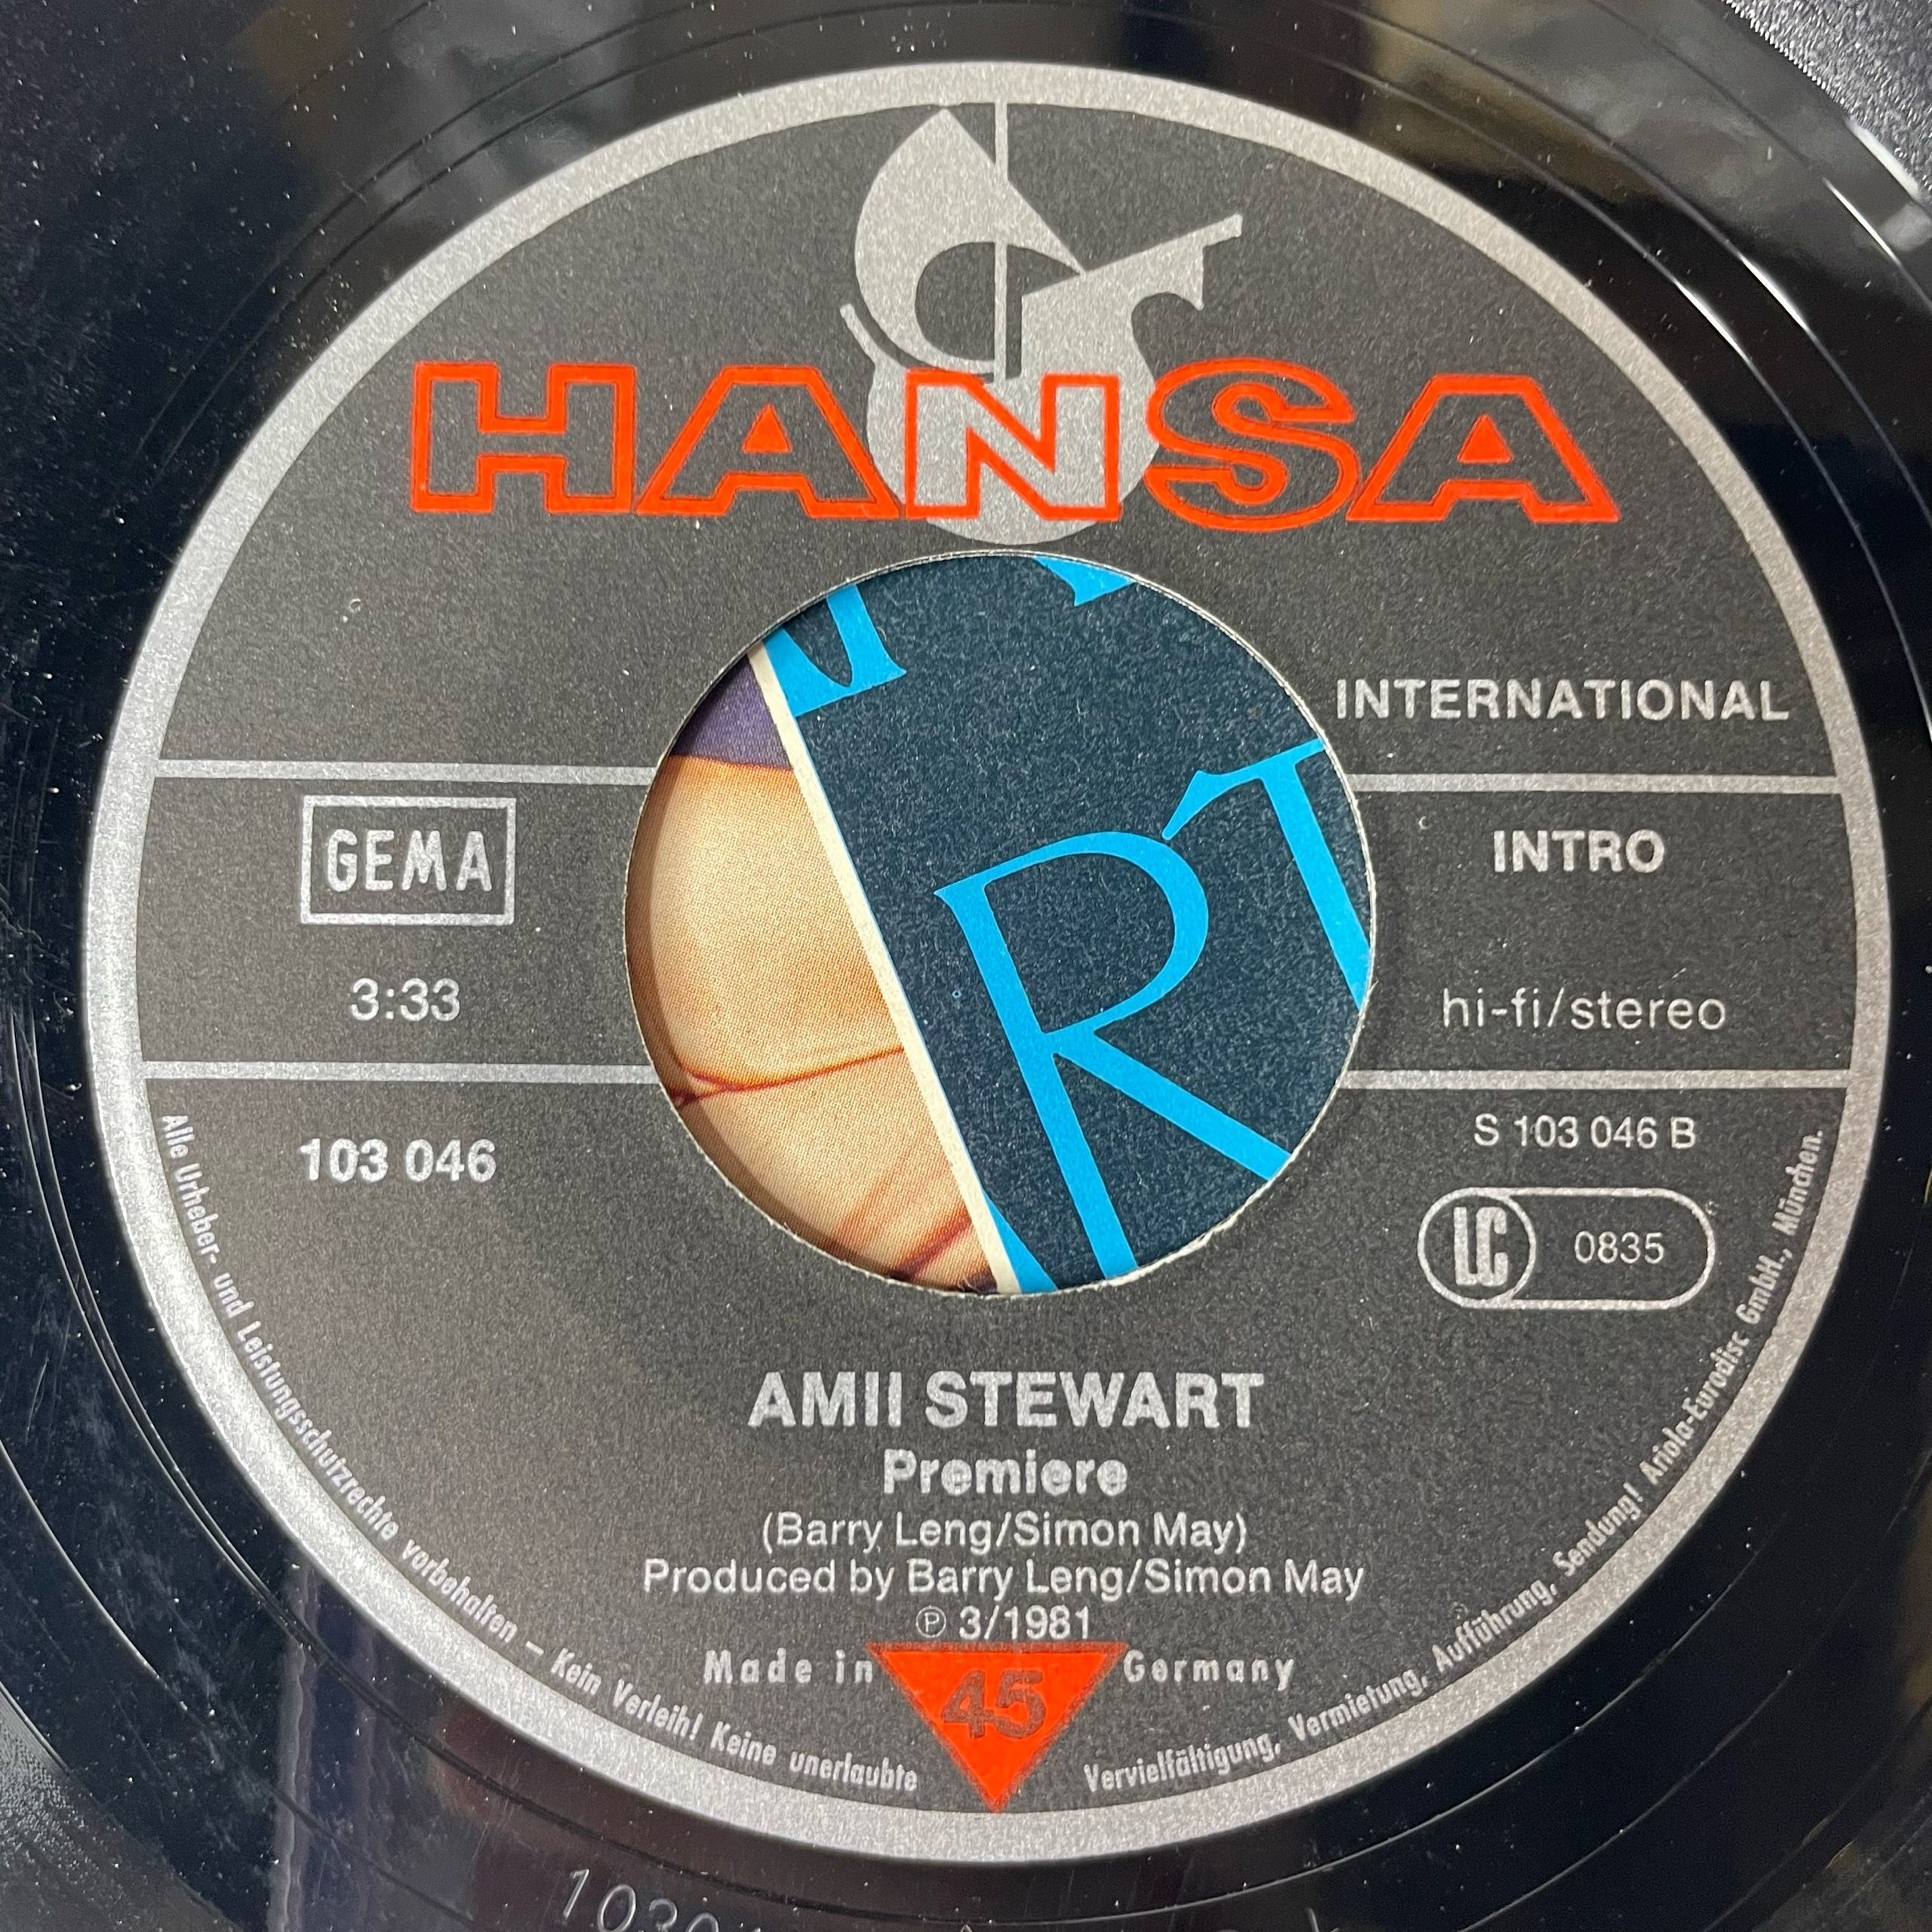 HANSA
INTERNATIONAL
GEMA
INTRO
3:33
hi-fi/stereo
103 046
S 103 046 B
LC 0835
AMII STEWART
Premiere
(Barry Leng/Simon May)
Produced by Barry Leng/Simon May
Ⓟ 3/1981
Made in 45 Germany
Alle Urheber- und Leistungsschutzrechte vorbehalten – Kein Verleih! Keine unerlaubte Vervielfältigung, Vermietung, Aufführung, Sendung! Ariola-Eurodisc GmbH., München.
RT